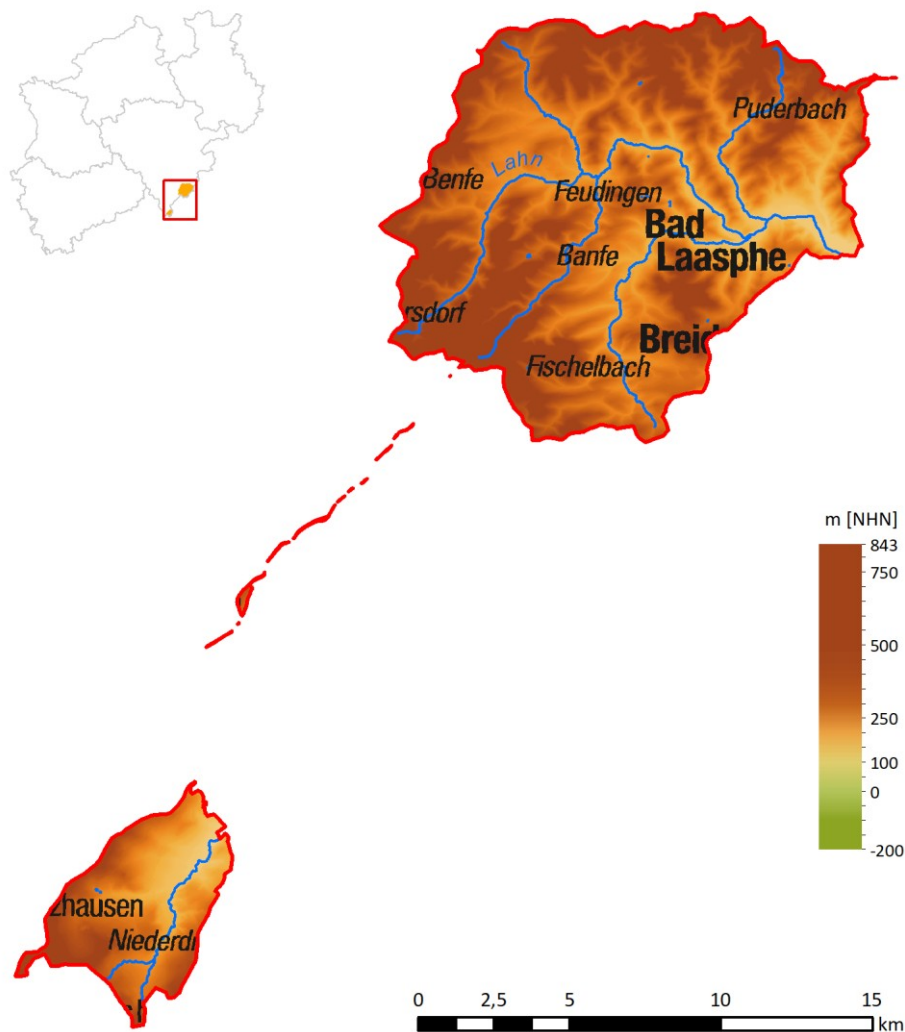 Puderbach
Lahn
Benfe
Feudingen
Bad
Laasphe
Banfe
rsdorf
Breid
Fischelbach
m [NHN]
843
750
500
250
100
0
-200
zhausen
Niederdr
0 2,5 5 10 15
km